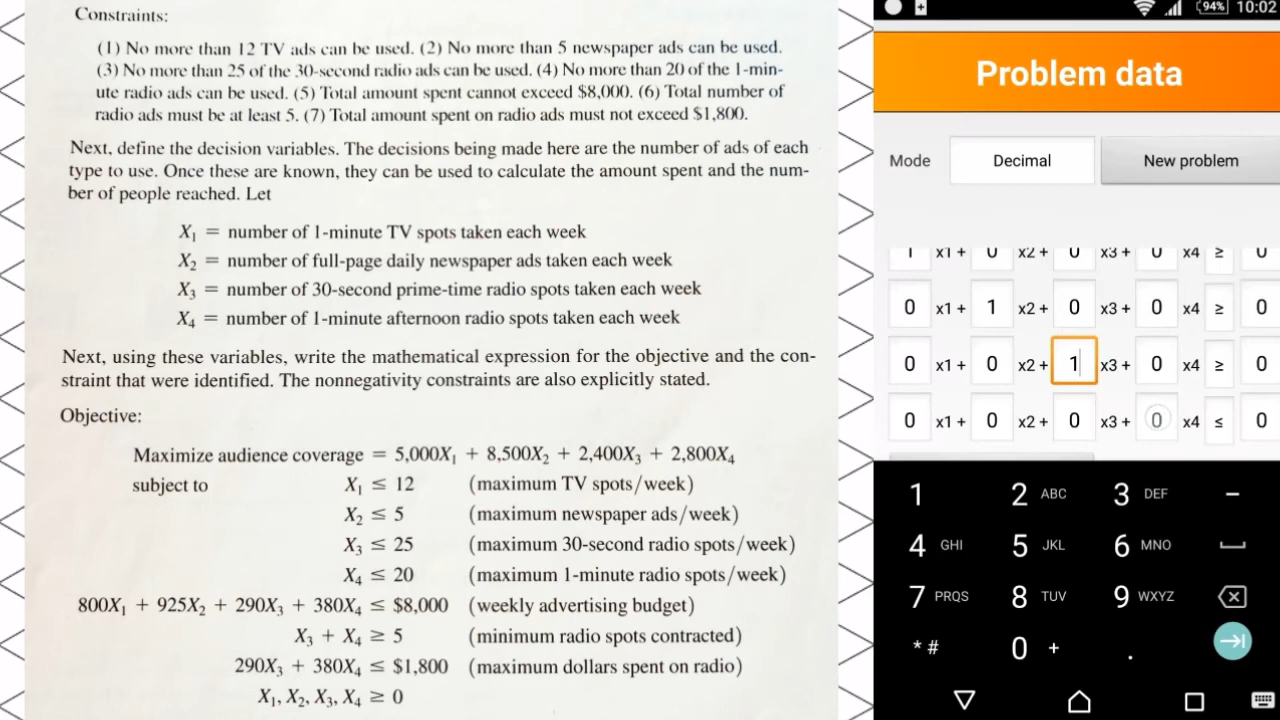 Constraints:
(1) No more than 12 TV ads can be used. (2) No more than 5 newspaper ads can be used.
(3) No more than 25 of the 30-second radio ads can be used. (4) No more than 20 of the 1-min-
ute radio ads can be used. (5) Total amount spent cannot exceed $8,000. (6) Total number of
radio ads must be at least 5. (7) Total amount spent on radio ads must not exceed $1,800.
Next, define the decision variables. The decisions being made here are the number of ads of each
type to use. Once these are known, they can be used to calculate the amount spent and the num-
ber of people reached. Let
X₁ = number of 1-minute TV spots taken each week
X₂ = number of full-page daily newspaper ads taken each week
X₃ = number of 30-second prime-time radio spots taken each week
X₄ = number of 1-minute afternoon radio spots taken each week
Next, using these variables, write the mathematical expression for the objective and the con-
straint that were identified. The nonnegativity constraints are also explicitly stated.
Objective:
Maximize audience coverage = 5,000X₁ + 8,500X₂ + 2,400X₃ + 2,800X₄
subject to X₁ ≤ 12 (maximum TV spots/week)
X₂ ≤ 5 (maximum newspaper ads/week)
X₃ ≤ 25 (maximum 30-second radio spots/week)
X₄ ≤ 20 (maximum 1-minute radio spots/week)
800X₁ + 925X₂ + 290X₃ + 380X₄ ≤ $8,000 (weekly advertising budget)
X₃ + X₄ ≥ 5 (minimum radio spots contracted)
290X₃ + 380X₄ ≤ $1,800 (maximum dollars spent on radio)
X₁, X₂, X₃, X₄ ≥ 0
94% 10:02
Problem data
Mode Decimal New problem
1 x1 + 0 x2 + 0 x3 + 0 x4 ≥ 0
0 x1 + 1 x2 + 0 x3 + 0 x4 ≥ 0
0 x1 + 0 x2 + 1 x3 + 0 x4 ≥ 0
0 x1 + 0 x2 + 0 x3 + 0 x4 ≤ 0
1 2 ABC 3 DEF −
4 GHI 5 JKL 6 MNO
7 PRQS 8 TUV 9 WXYZ
* # 0 + .